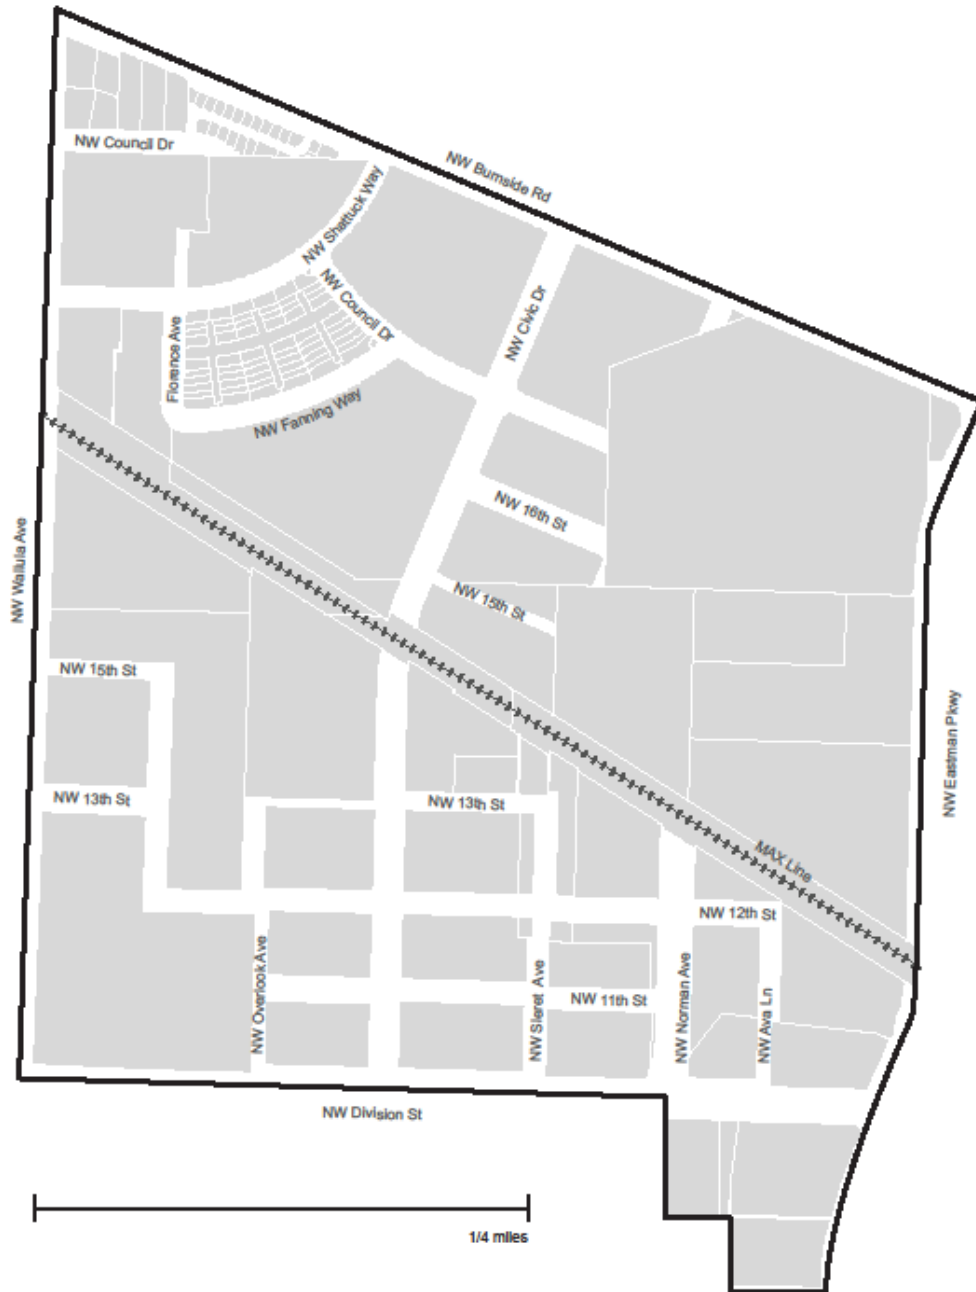 NW Council Dr
NW Burnside Rd
NW Shattuck Way
NW Council Dr
NW Civic Dr
Florence Ave
NW Fanning Way
NW 16th St
NW Wallula Ave
NW 15th St
NW 15th St
NW Eastman Pkwy
NW 13th St
NW 13th St
MAX Line
NW 12th St
NW Overlook Ave
NW Sleret Ave
NW 11th St
NW Norman Ave
NW Ava Ln
NW Division St
1/4 miles